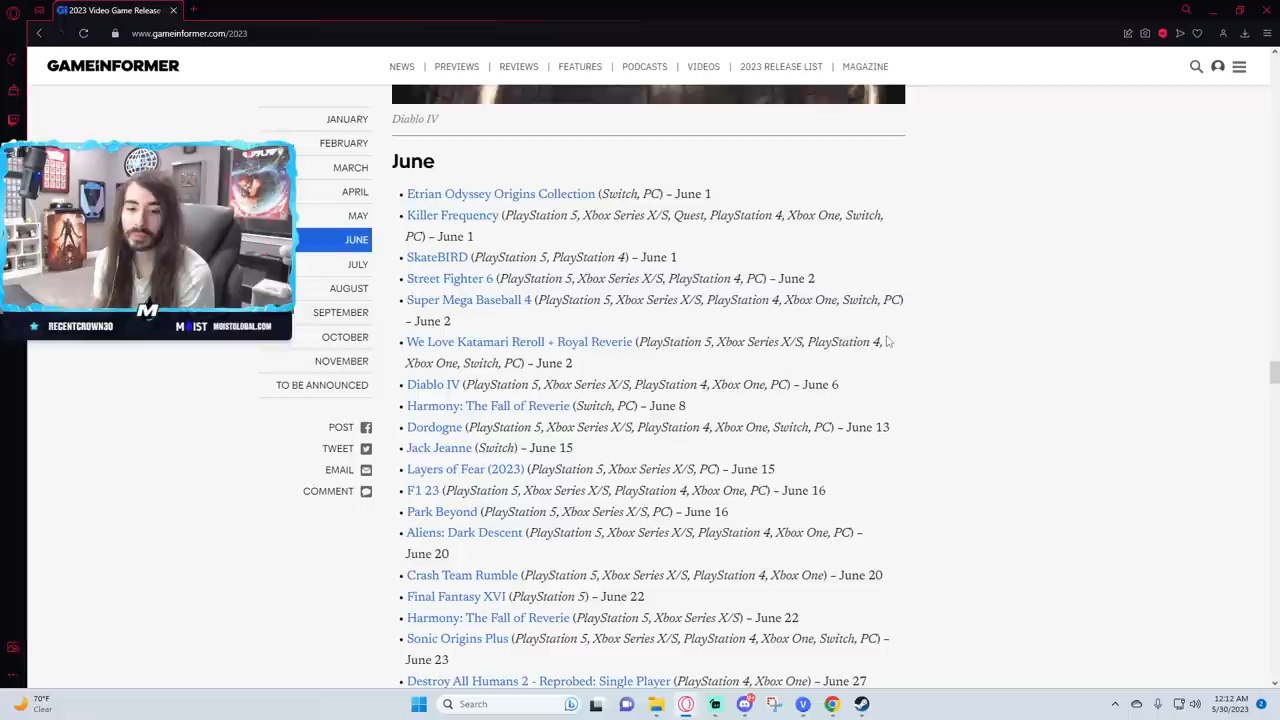 2023 Video Game Release
www.gameinformer.com/2023
GAMEINFORMER
NEWS | PREVIEWS | REVIEWS | FEATURES | PODCASTS | VIDEOS | 2023 RELEASE LIST | MAGAZINE
JANUARY
FEBRUARY
MARCH
APRIL
MAY
JUNE
JULY
AUGUST
SEPTEMBER
OCTOBER
NOVEMBER
TO BE ANNOUNCED
POST
TWEET
EMAIL
COMMENT
RECENTCROWN30
MOIST MOISTGLOBAL.COM
Diablo IV
June
• Etrian Odyssey Origins Collection (Switch, PC) – June 1
• Killer Frequency (PlayStation 5, Xbox Series X/S, Quest, PlayStation 4, Xbox One, Switch,
PC) – June 1
• SkateBIRD (PlayStation 5, PlayStation 4) – June 1
• Street Fighter 6 (PlayStation 5, Xbox Series X/S, PlayStation 4, PC) – June 2
• Super Mega Baseball 4 (PlayStation 5, Xbox Series X/S, PlayStation 4, Xbox One, Switch, PC)
– June 2
• We Love Katamari Reroll + Royal Reverie (PlayStation 5, Xbox Series X/S, PlayStation 4,
Xbox One, Switch, PC) – June 2
• Diablo IV (PlayStation 5, Xbox Series X/S, PlayStation 4, Xbox One, PC) – June 6
• Harmony: The Fall of Reverie (Switch, PC) – June 8
• Dordogne (PlayStation 5, Xbox Series X/S, PlayStation 4, Xbox One, Switch, PC) – June 13
• Jack Jeanne (Switch) – June 15
• Layers of Fear (2023) (PlayStation 5, Xbox Series X/S, PC) – June 15
• F1 23 (PlayStation 5, Xbox Series X/S, PlayStation 4, Xbox One, PC) – June 16
• Park Beyond (PlayStation 5, Xbox Series X/S, PC) – June 16
• Aliens: Dark Descent (PlayStation 5, Xbox Series X/S, PlayStation 4, Xbox One, PC) –
June 20
• Crash Team Rumble (PlayStation 5, Xbox Series X/S, PlayStation 4, Xbox One) – June 20
• Final Fantasy XVI (PlayStation 5) – June 22
• Harmony: The Fall of Reverie (PlayStation 5, Xbox Series X/S) – June 22
• Sonic Origins Plus (PlayStation 5, Xbox Series X/S, PlayStation 4, Xbox One, Switch, PC) –
June 23
• Destroy All Humans 2 - Reprobed: Single Player (PlayStation 4, Xbox One) – June 27
70°F
Clear
Search
12:12 AM
5/30/2023